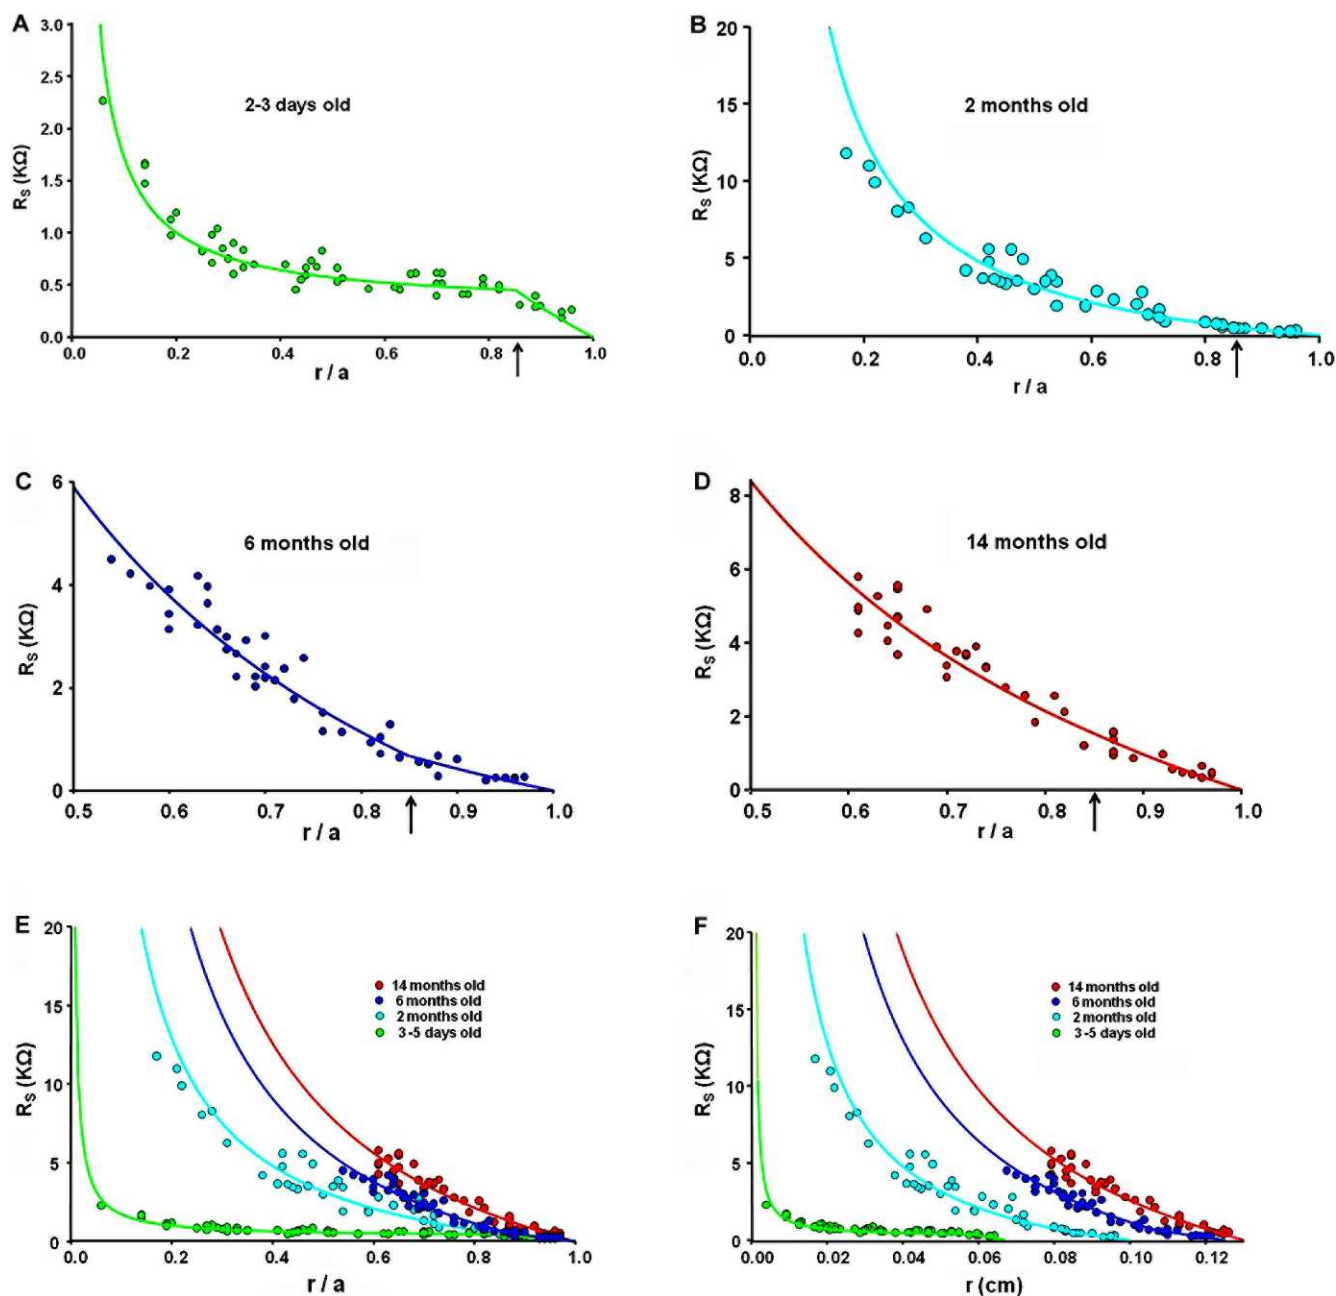 A
3.0
2.5
2.0
1.5
1.0
0.5
0.0
R_S (KΩ)
2-3 days old
0.0 0.2 0.4 0.6 0.8 1.0
r / a
B
20
15
10
5
0
R_S (KΩ)
2 months old
0.0 0.2 0.4 0.6 0.8 1.0
r / a
C
6
4
2
0
R_S (KΩ)
6 months old
0.5 0.6 0.7 0.8 0.9 1.0
r / a
D
8
6
4
2
0
R_S (KΩ)
14 months old
0.5 0.6 0.7 0.8 0.9 1.0
r / a
E
20
15
10
5
0
R_S (KΩ)
14 months old
6 months old
2 months old
3-5 days old
0.2 0.4 0.6 0.8 1.0
r / a
F
20
15
10
5
0
R_S (KΩ)
14 months old
6 months old
2 months old
3-5 days old
0.00 0.02 0.04 0.06 0.08 0.10 0.12
r (cm)